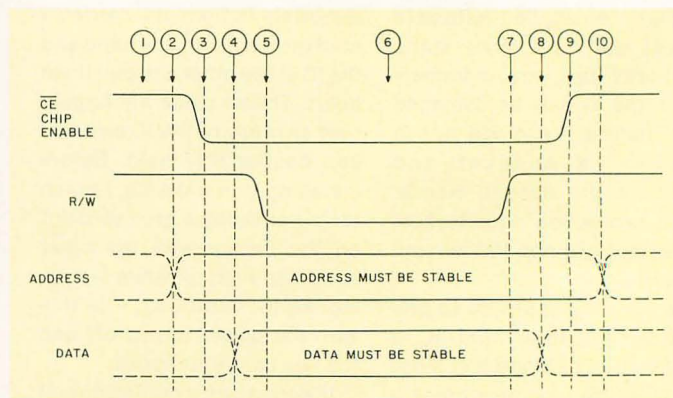 1 2 3 4 5 6 7 8 9 10
C̅E̅
CHIP
ENABLE
R/W̅
ADDRESS
ADDRESS MUST BE STABLE
DATA
DATA MUST BE STABLE